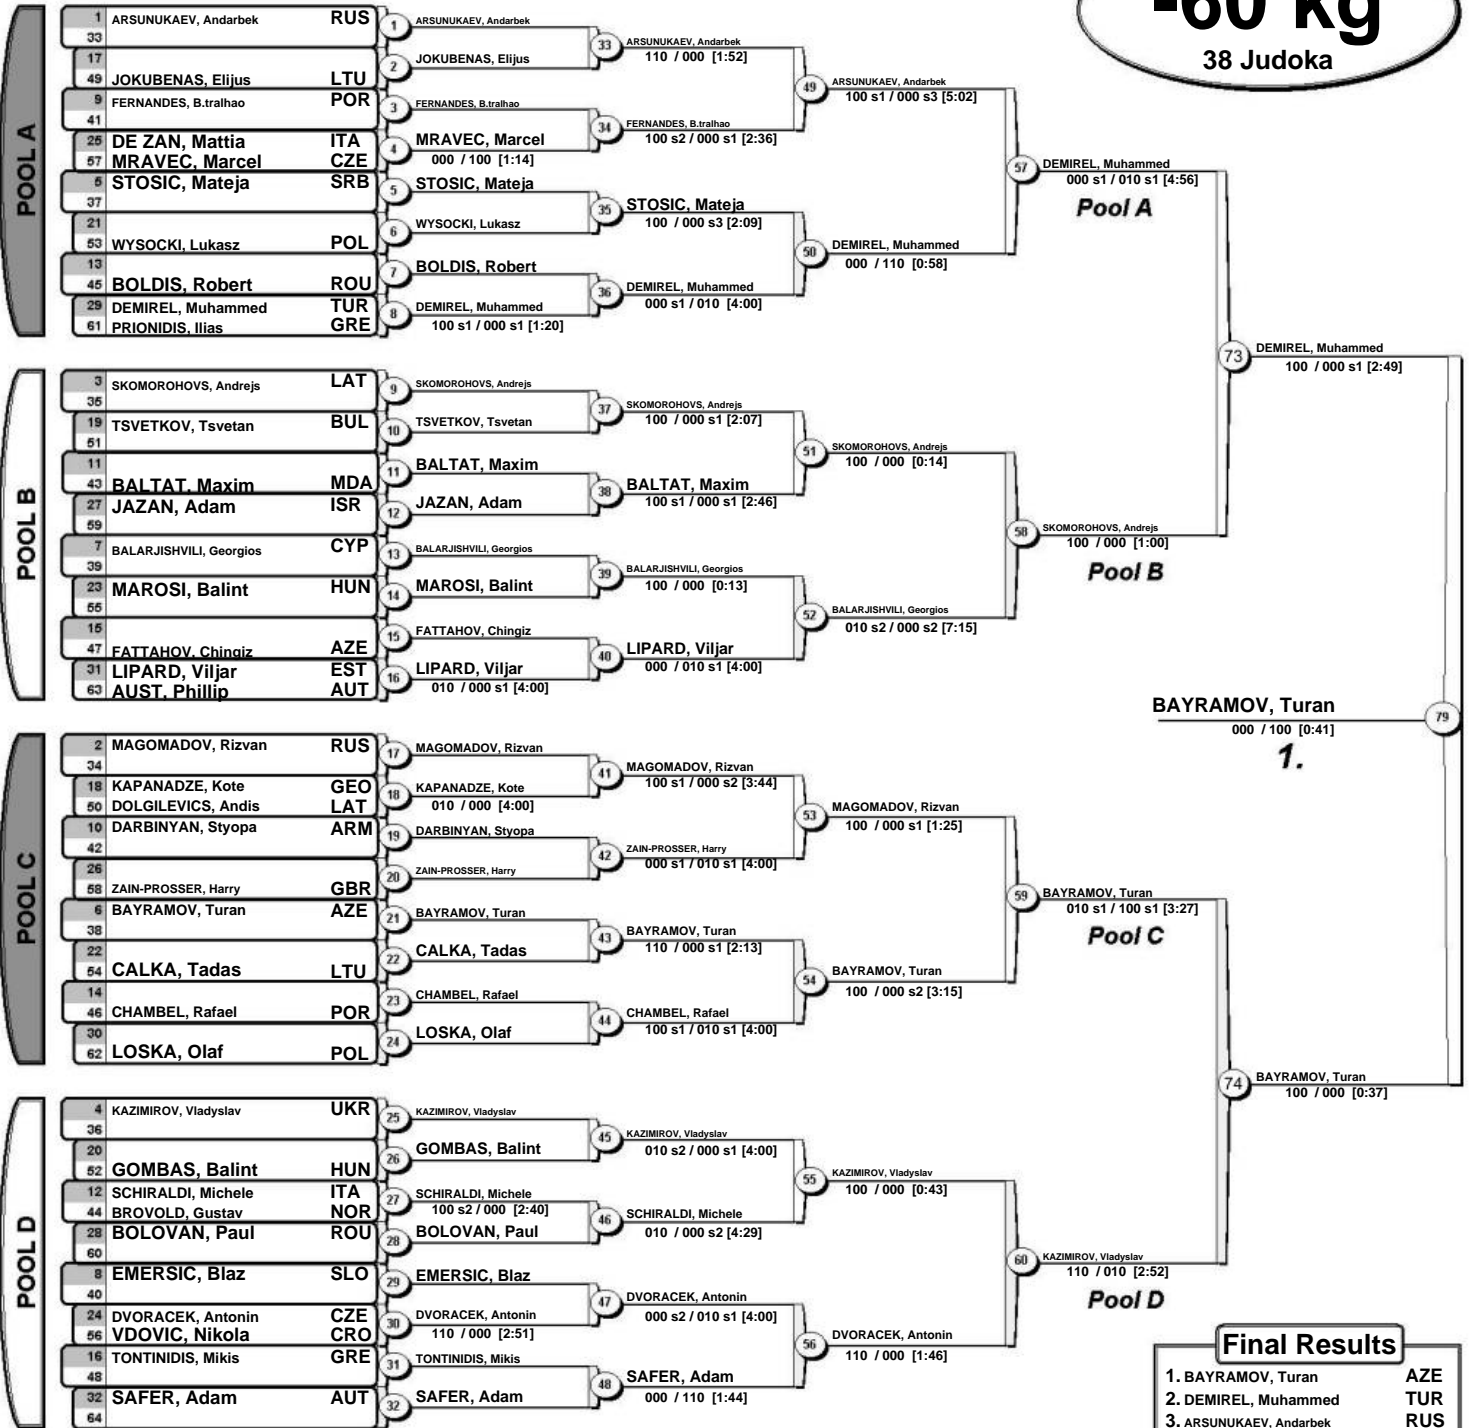 -60 kg
38 Judoka
POOL A
1 ARSUNUKAEV, Andarbek RUS
33
17
49 JOKUBENAS, Elijus LTU
9 FERNANDES, B.tralhao POR
41
25 DE ZAN, Mattia ITA
57 MRAVEC, Marcel CZE
5 STOSIC, Mateja SRB
37
21
53 WYSOCKI, Lukasz POL
13
45 BOLDIS, Robert ROU
29 DEMIREL, Muhammed TUR
61 PRIONIDIS, Ilias GRE
1 ARSUNUKAEV, Andarbek
2 JOKUBENAS, Elijus
3 FERNANDES, B.tralhao
4 MRAVEC, Marcel
000 / 100 [1:14]
5 STOSIC, Mateja
6 WYSOCKI, Lukasz
7 BOLDIS, Robert
8 DEMIREL, Muhammed
100 s1 / 000 s1 [1:20]
33 ARSUNUKAEV, Andarbek
110 / 000 [1:52]
34 FERNANDES, B.tralhao
100 s2 / 000 s1 [2:36]
35 STOSIC, Mateja
100 / 000 s3 [2:09]
36 DEMIREL, Muhammed
000 s1 / 010 [4:00]
49 ARSUNUKAEV, Andarbek
100 s1 / 000 s3 [5:02]
50 DEMIREL, Muhammed
000 / 110 [0:58]
57 DEMIREL, Muhammed
000 s1 / 010 s1 [4:56]
Pool A
POOL B
3 SKOMOROHOVS, Andrejs LAT
35
19 TSVETKOV, Tsvetan BUL
51
11
43 BALTAT, Maxim MDA
27 JAZAN, Adam ISR
59
7 BALARJISHVILI, Georgios CYP
39
23 MAROSI, Balint HUN
55
15
47 FATTAHOV, Chingiz AZE
31 LIPARD, Viljar EST
63 AUST, Phillip AUT
9 SKOMOROHOVS, Andrejs
10 TSVETKOV, Tsvetan
11 BALTAT, Maxim
12 JAZAN, Adam
13 BALARJISHVILI, Georgios
14 MAROSI, Balint
15 FATTAHOV, Chingiz
16 LIPARD, Viljar
010 / 000 s1 [4:00]
37 SKOMOROHOVS, Andrejs
100 / 000 s1 [2:07]
38 BALTAT, Maxim
100 s1 / 000 s1 [2:46]
39 BALARJISHVILI, Georgios
100 / 000 [0:13]
40 LIPARD, Viljar
000 / 010 s1 [4:00]
51 SKOMOROHOVS, Andrejs
100 / 000 [0:14]
52 BALARJISHVILI, Georgios
010 s2 / 000 s2 [7:15]
58 SKOMOROHOVS, Andrejs
100 / 000 [1:00]
Pool B
73 DEMIREL, Muhammed
100 / 000 s1 [2:49]
BAYRAMOV, Turan 79
000 / 100 [0:41]
1.
POOL C
2 MAGOMADOV, Rizvan RUS
34
18 KAPANADZE, Kote GEO
50 DOLGILEVICS, Andis LAT
10 DARBINYAN, Styopa ARM
42
26
58 ZAIN-PROSSER, Harry GBR
6 BAYRAMOV, Turan AZE
38
22
54 CALKA, Tadas LTU
14
46 CHAMBEL, Rafael POR
30
62 LOSKA, Olaf POL
17 MAGOMADOV, Rizvan
18 KAPANADZE, Kote
010 / 000 [4:00]
19 DARBINYAN, Styopa
20 ZAIN-PROSSER, Harry
21 BAYRAMOV, Turan
22 CALKA, Tadas
23 CHAMBEL, Rafael
24 LOSKA, Olaf
41 MAGOMADOV, Rizvan
100 s1 / 000 s2 [3:44]
42 ZAIN-PROSSER, Harry
000 s1 / 010 s1 [4:00]
43 BAYRAMOV, Turan
110 / 000 s1 [2:13]
44 CHAMBEL, Rafael
100 s1 / 010 s1 [4:00]
53 MAGOMADOV, Rizvan
100 / 000 s1 [1:25]
54 BAYRAMOV, Turan
100 / 000 s2 [3:15]
59 BAYRAMOV, Turan
010 s1 / 100 s1 [3:27]
Pool C
POOL D
4 KAZIMIROV, Vladyslav UKR
36
20
52 GOMBAS, Balint HUN
12 SCHIRALDI, Michele ITA
44 BROVOLD, Gustav NOR
28 BOLOVAN, Paul ROU
60
8 EMERSIC, Blaz SLO
40
24 DVORACEK, Antonin CZE
56 VDOVIC, Nikola CRO
16 TONTINIDIS, Mikis GRE
48
32 SAFER, Adam AUT
64
25 KAZIMIROV, Vladyslav
26 GOMBAS, Balint
27 SCHIRALDI, Michele
100 s2 / 000 [2:40]
28 BOLOVAN, Paul
29 EMERSIC, Blaz
30 DVORACEK, Antonin
110 / 000 [2:51]
31 TONTINIDIS, Mikis
32 SAFER, Adam
45 KAZIMIROV, Vladyslav
010 s2 / 000 s1 [4:00]
46 SCHIRALDI, Michele
010 / 000 s2 [4:29]
47 DVORACEK, Antonin
000 s2 / 010 s1 [4:00]
48 SAFER, Adam
000 / 110 [1:44]
55 KAZIMIROV, Vladyslav
100 / 000 [0:43]
56 DVORACEK, Antonin
110 / 000 [1:46]
60 KAZIMIROV, Vladyslav
110 / 010 [2:52]
Pool D
74 BAYRAMOV, Turan
100 / 000 [0:37]
Final Results
1. BAYRAMOV, Turan AZE
2. DEMIREL, Muhammed TUR
3. ARSUNUKAEV, Andarbek RUS